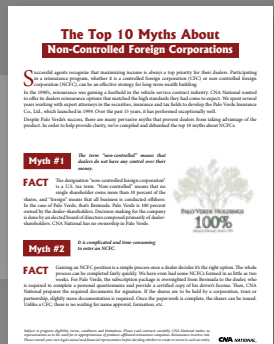 The Top 10 Myths About
Non-Controlled Foreign Corporations
Successful agents recognize that maximizing income is always a top priority for their dealers. Participating
in a reinsurance program, whether it is a controlled foreign corporation (CFC) or non-controlled foreign
corporation (NCFC), can be an effective strategy for long-term wealth building.
In the 1990s, reinsurance was gaining a foothold in the vehicle service contract industry. CNA National wanted
to offer its dealers reinsurance options that matched the high standards they had come to expect. We spent several
years working with expert attorneys in the securities, insurance and tax fields to develop the Palo Verde Insurance
Co., Ltd., which launched in 1999. Over the past 15 years, it has performed exceptionally well.
Despite Palo Verde's success, there are many pervasive myths that prevent dealers from taking advantage of the
product. In order to help provide clarity, we've compiled and debunked the top 10 myths about NCFCs:
Myth #1
The term "non-controlled" means that
dealers do not have any control over their
money.
FACT
The designation "non-controlled foreign corporation"
is a U.S. tax term. "Non-controlled" means that no
single shareholder owns more than 10 percent of the
shares, and "foreign" means that all business is conducted offshore.
In the case of Palo Verde, that's Bermuda. Palo Verde is 100 percent
owned by the dealer-shareholders. Decision-making for the company
is done by an elected board of directors composed primarily of dealer-
shareholders. CNA National has no ownership in Palo Verde.
PALO VERDE HOLDINGS
100%
Myth #2
It is complicated and time-consuming
to enter an NCFC.
FACT
Gaining an NCFC position is a simple process once a dealer decides it's the right option. The whole
process can be completed fairly quickly. We have even had some NCFCs formed in as little as two
weeks. For Palo Verde, the subscription package is overnighted from Bermuda to the dealer, who
is required to complete a personal questionnaire and provide a certified copy of his driver's license. Then, CNA
National prepares the required documents for signature. If the shares are to be held by a corporation, trust or
partnership, slightly more documentation is required. Once the paperwork is complete, the shares can be issued.
Unlike a CFC, there is no waiting for name approval, formation, etc.
Subject to program eligibility, terms, conditions and limitations. Please read contract carefully. CNA National makes no
CNA NATIONAL